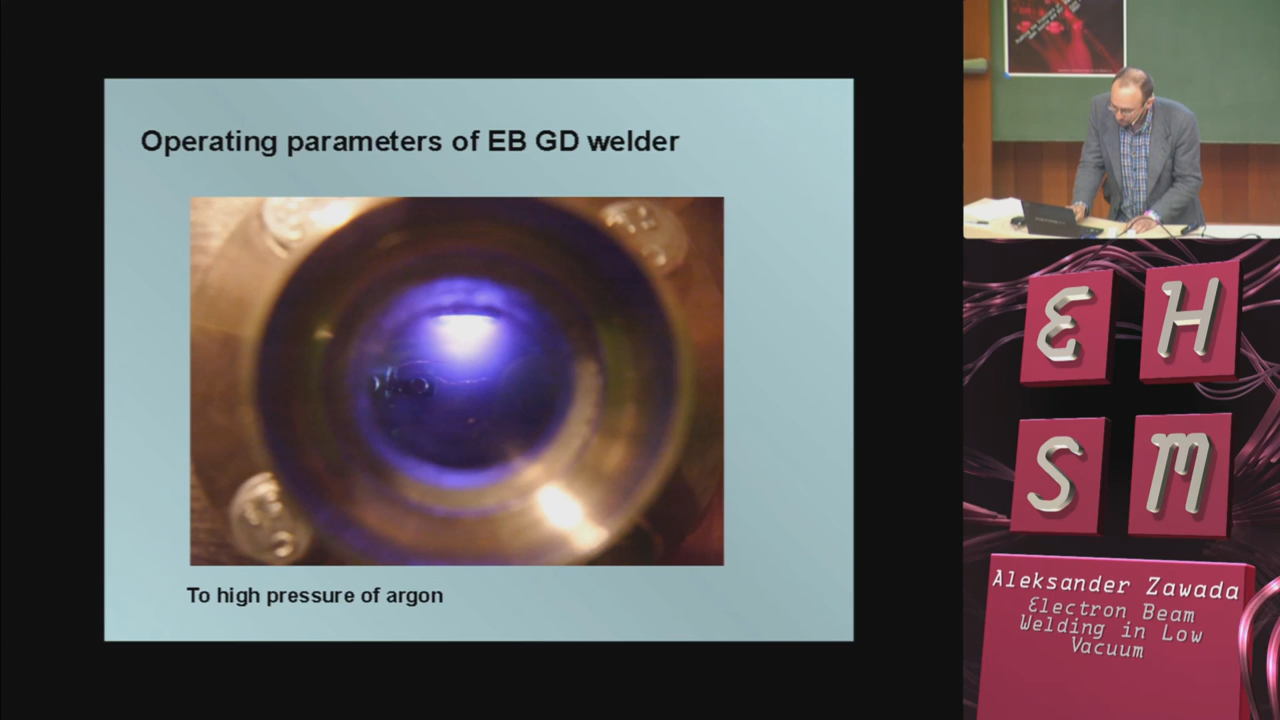 Operating parameters of EB GD welder
To high pressure of argon
E H
S M
Aleksander Zawada
Electron Beam
Welding in Low
Vacuum